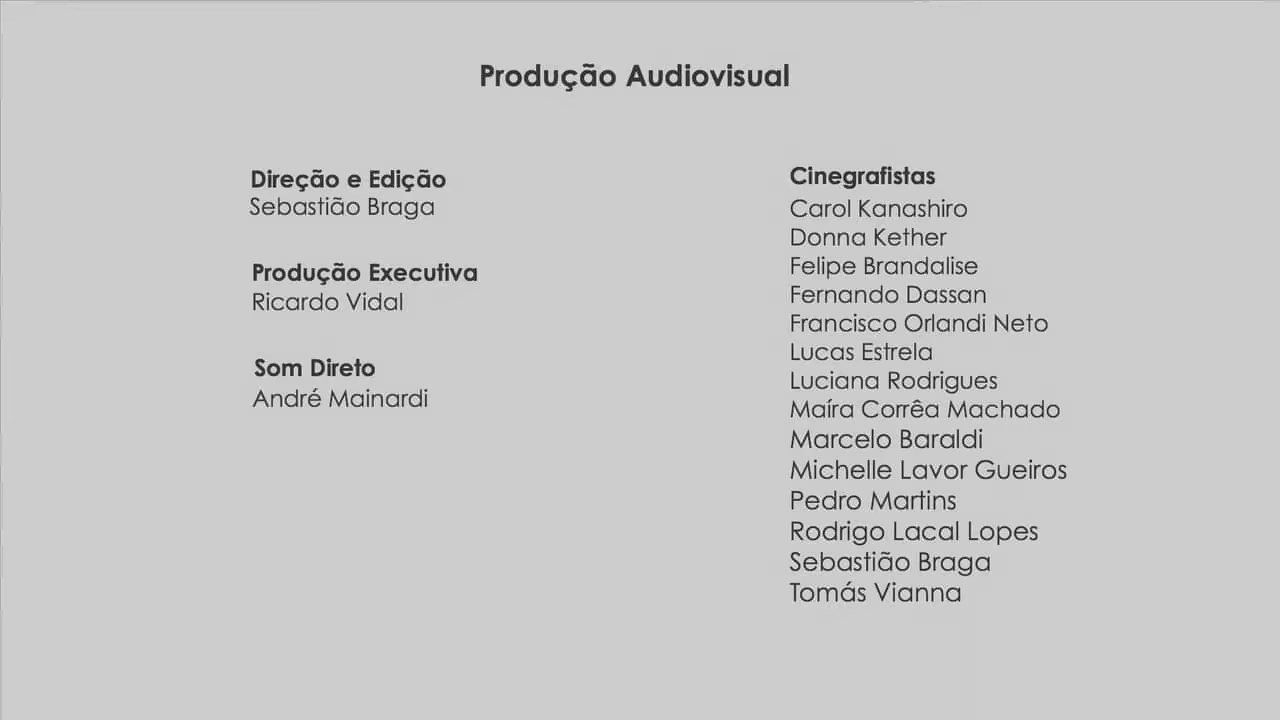 Produção Audiovisual
Direção e Edição
Sebastião Braga
Produção Executiva
Ricardo Vidal
Som Direto
André Mainardi
Cinegrafistas
Carol Kanashiro
Donna Kether
Felipe Brandalise
Fernando Dassan
Francisco Orlandi Neto
Lucas Estrela
Luciana Rodrigues
Maíra Corrêa Machado
Marcelo Baraldi
Michelle Lavor Gueiros
Pedro Martins
Rodrigo Lacal Lopes
Sebastião Braga
Tomás Vianna